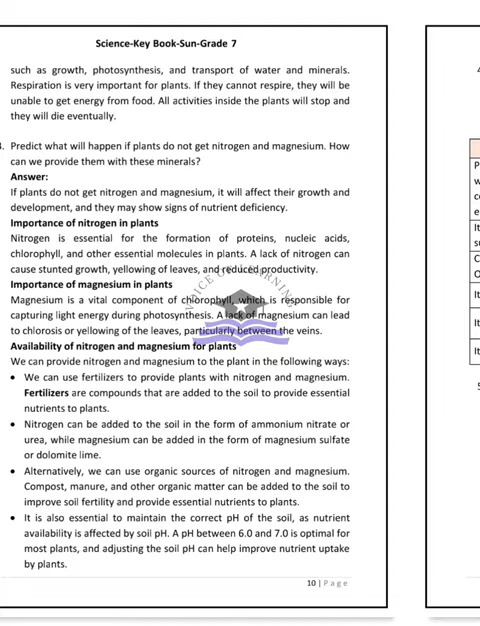 Science-Key Book-Sun-Grade 7
such as growth, photosynthesis, and transport of water and minerals.
Respiration is very important for plants. If they cannot respire, they will be
unable to get energy from food. All activities inside the plants will stop and
they will die eventually.
Predict what will happen if plants do not get nitrogen and magnesium. How
can we provide them with these minerals?
Answer:
If plants do not get nitrogen and magnesium, it will affect their growth and
development, and they may show signs of nutrient deficiency.
Importance of nitrogen in plants
Nitrogen is essential for the formation of proteins, nucleic acids,
chlorophyll, and other essential molecules in plants. A lack of nitrogen can
cause stunted growth, yellowing of leaves, and reduced productivity.
Importance of magnesium in plants
Magnesium is a vital component of chlorophyll, which is responsible for
capturing light energy during photosynthesis. A lack of magnesium can lead
to chlorosis or yellowing of the leaves, particularly between the veins.
Availability of nitrogen and magnesium for plants
We can provide nitrogen and magnesium to the plant in the following ways:
• We can use fertilizers to provide plants with nitrogen and magnesium.
Fertilizers are compounds that are added to the soil to provide essential
nutrients to plants.
• Nitrogen can be added to the soil in the form of ammonium nitrate or
urea, while magnesium can be added in the form of magnesium sulfate
or dolomite lime.
• Alternatively, we can use organic sources of nitrogen and magnesium.
Compost, manure, and other organic matter can be added to the soil to
improve soil fertility and provide essential nutrients to plants.
• It is also essential to maintain the correct pH of the soil, as nutrient
availability is affected by soil pH. A pH between 6.0 and 7.0 is optimal for
most plants, and adjusting the soil pH can help improve nutrient uptake
by plants.
10 | Page
VOICE OF LEARNING
It
It
It
It